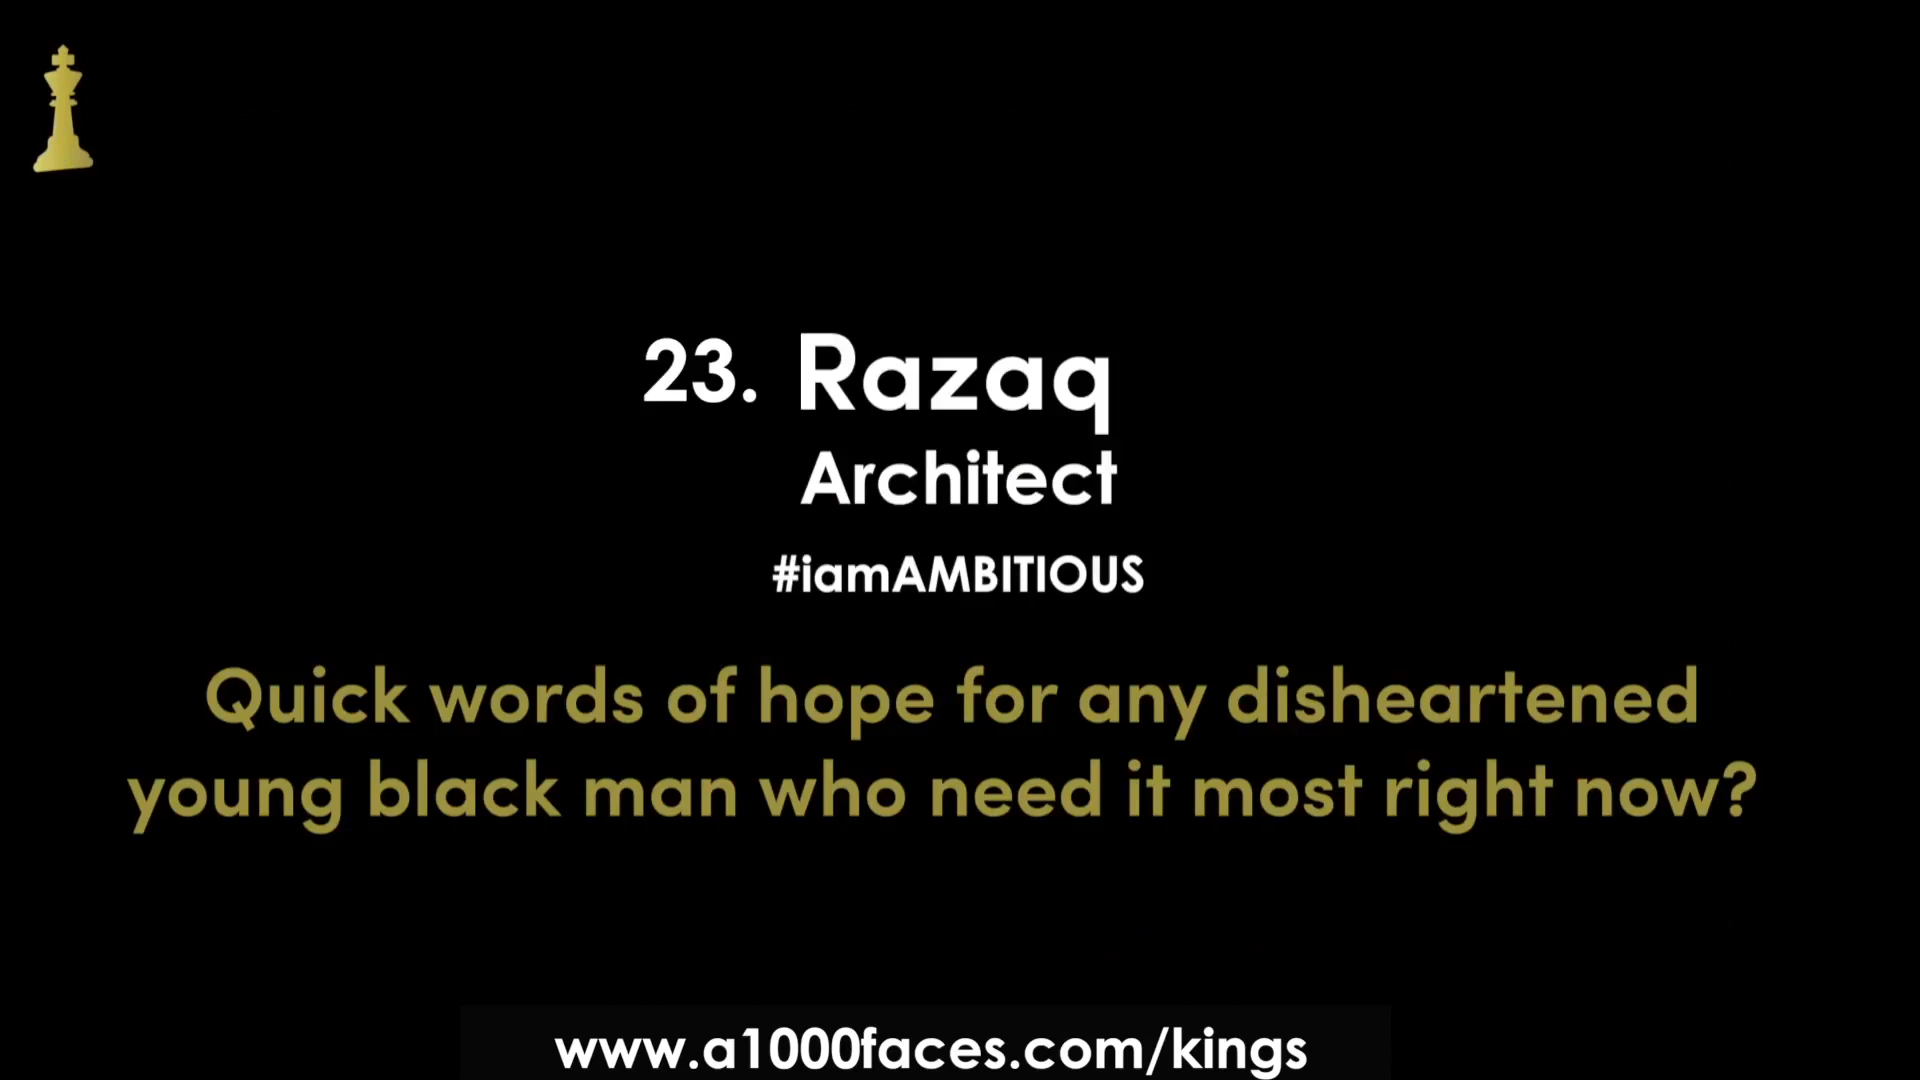 23. Razaq
Architect
#iamAMBITIOUS
Quick words of hope for any disheartened
young black man who need it most right now?
www.a1000faces.com/kings